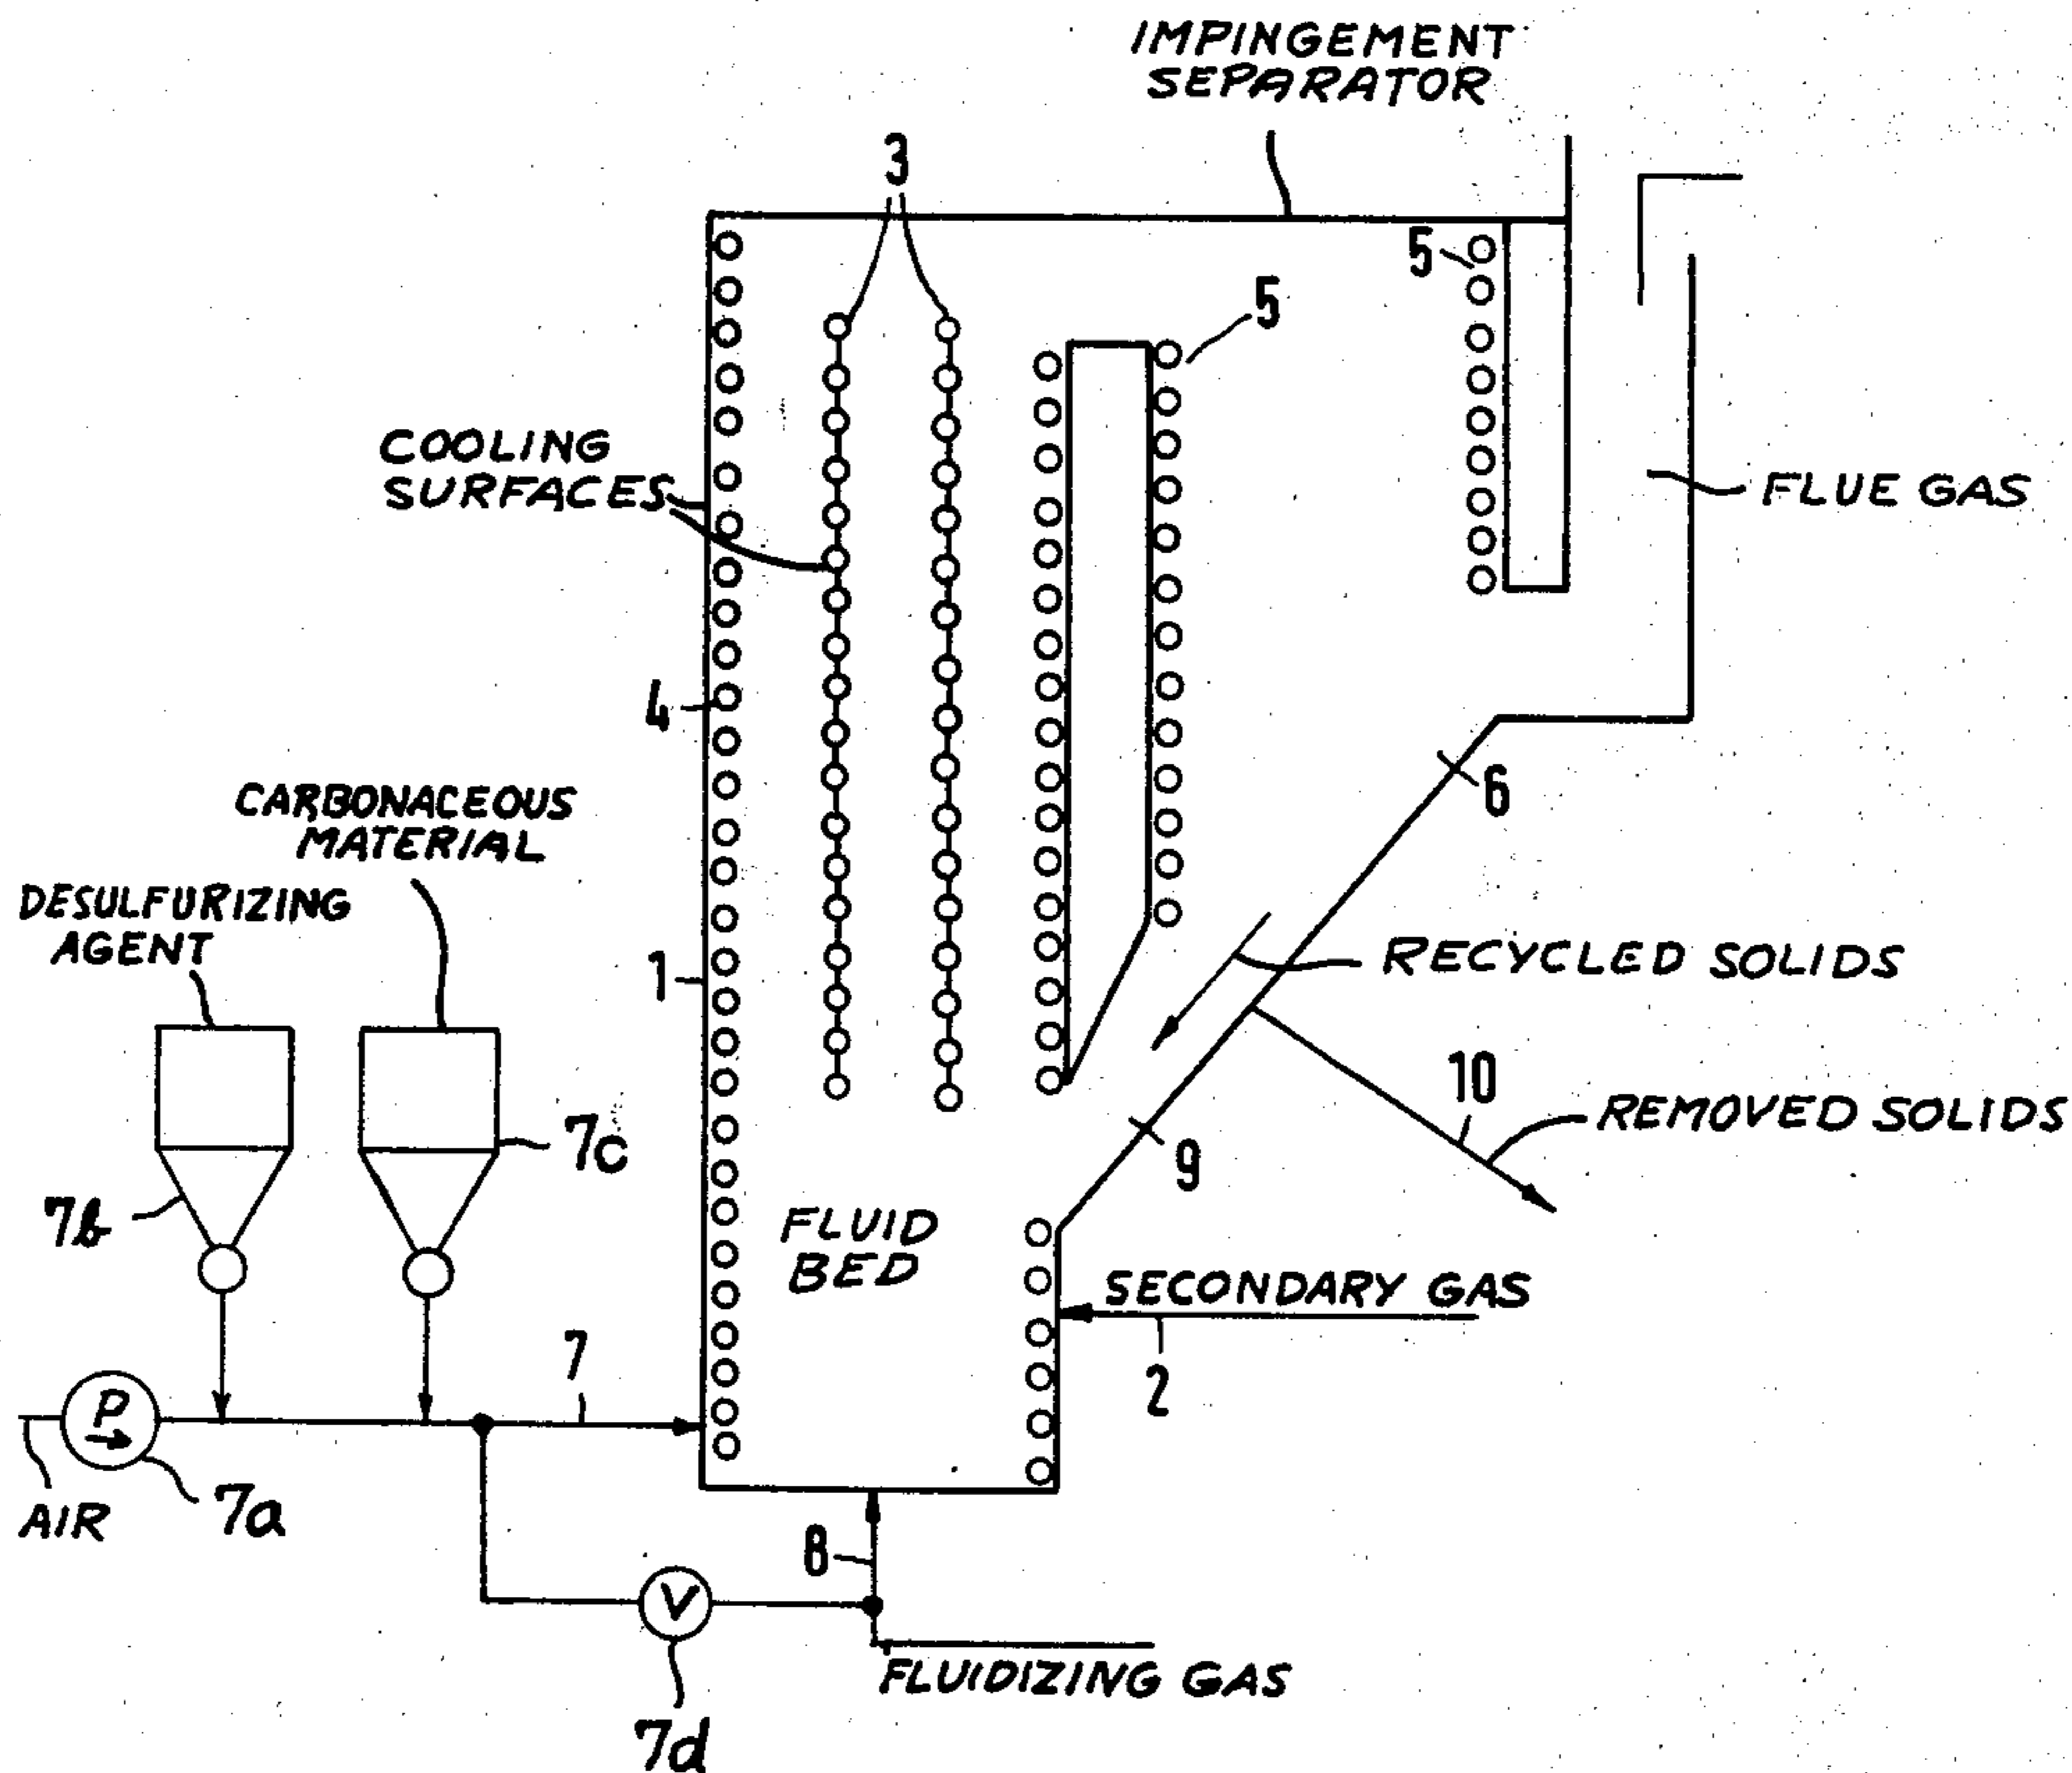 IMPINGEMENT
SEPARATOR
3
5
5
COOLING
SURFACES
FLUE GAS
4
6
CARBONACEOUS
MATERIAL
DESULFURIZING
AGENT
1
RECYCLED SOLIDS
10
REMOVED SOLIDS
7c
9
7b
FLUID
BED
SECONDARY GAS
7
2
P
AIR
7a
8
V
FLUIDIZING GAS
7d